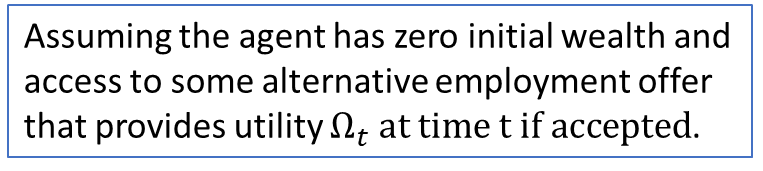 Assuming the agent has zero initial wealth and
access to some alternative employment offer
that provides utility Ωₜ at time t if accepted.